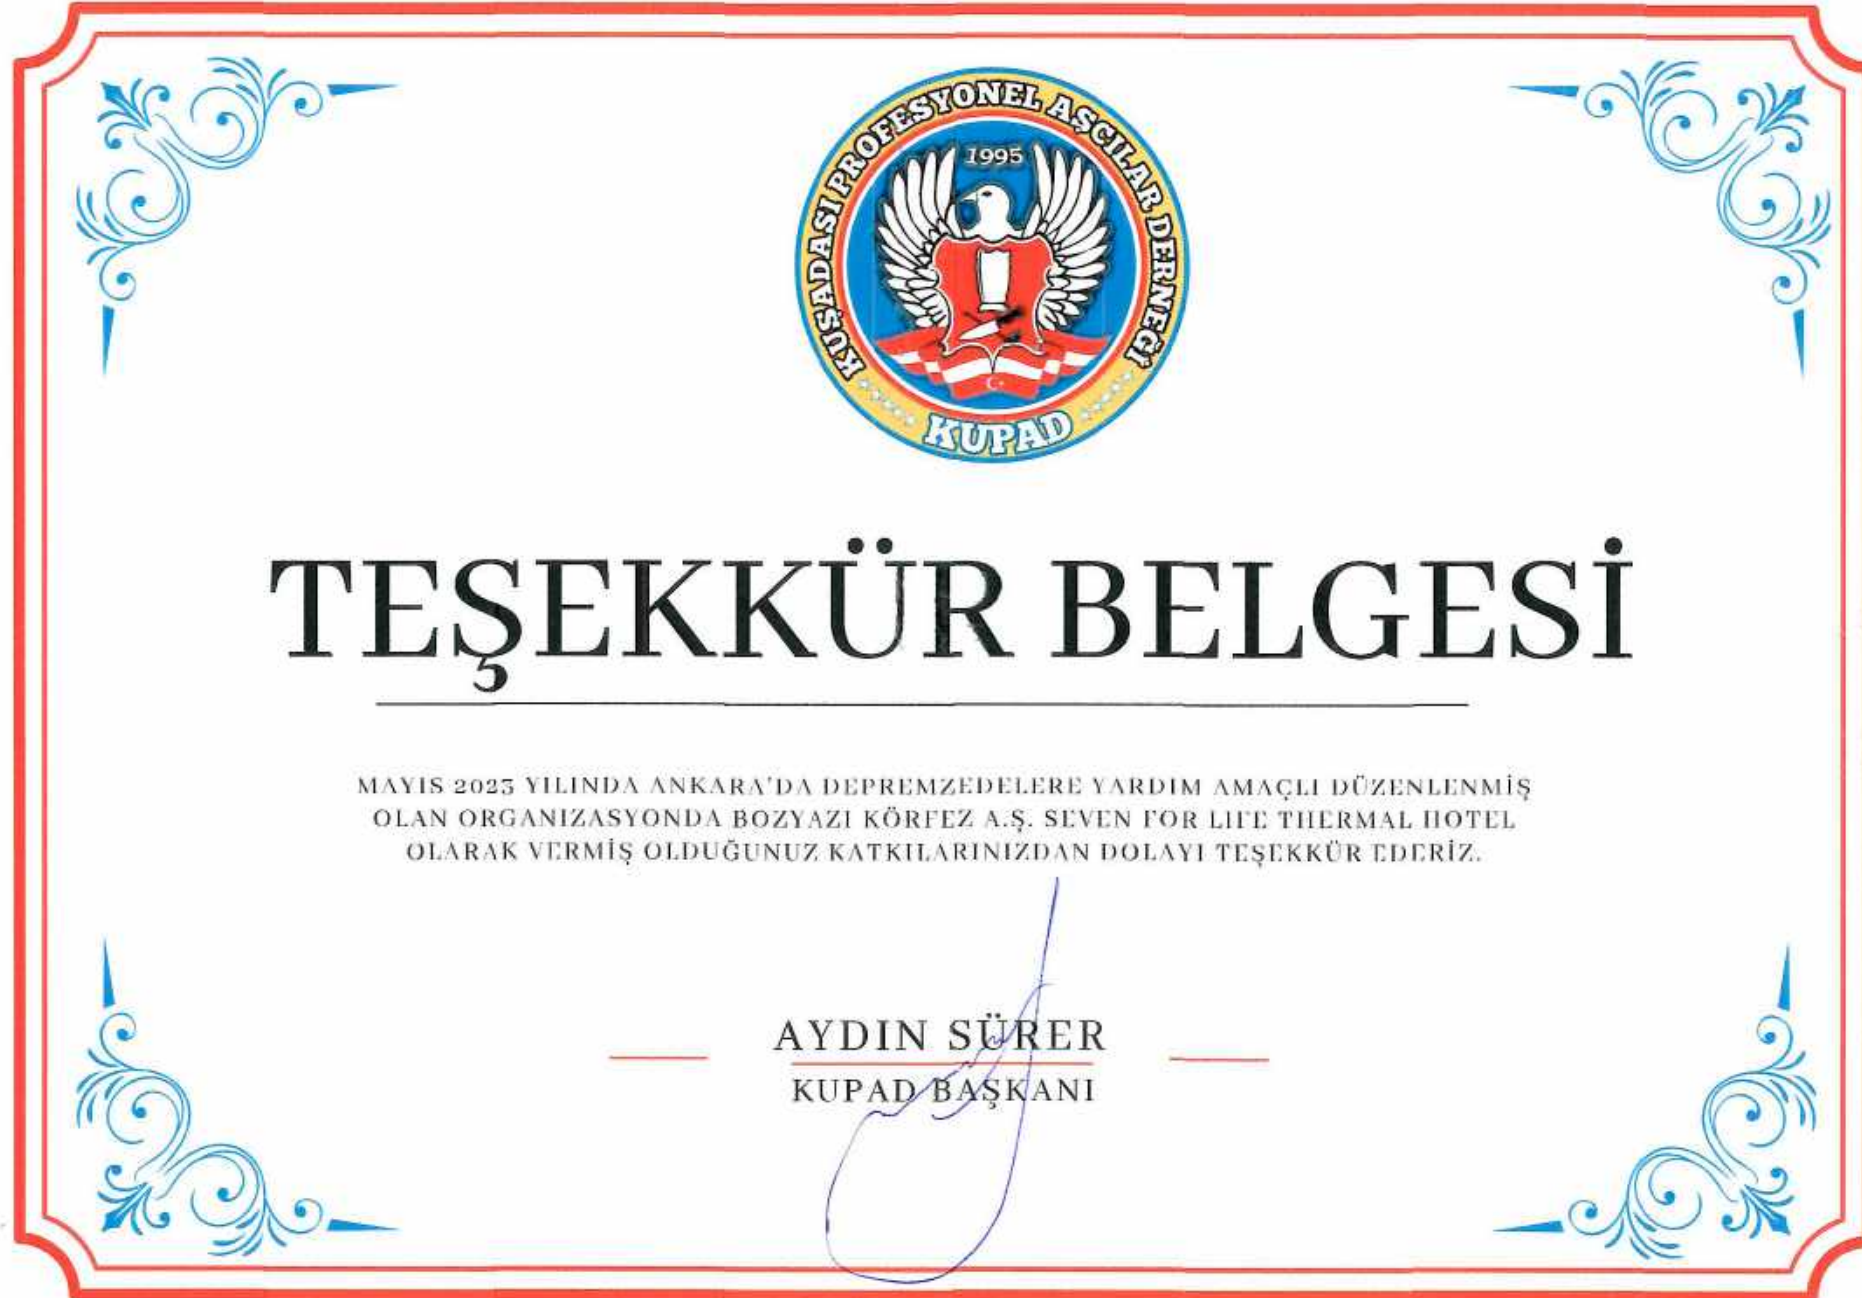 KUŞADASI PROFESYONEL AŞÇILAR DERNEĞİ
1995
KUPAD
TEŞEKKÜR BELGESİ
MAYIS 2023 YILINDA ANKARA'DA DEPREMZEDELERE YARDIM AMAÇLI DÜZENLENMİŞ
OLAN ORGANIZASYONDA BOZYAZI KÖRFEZ A.Ş. SEVEN FOR LIFE THERMAL HOTEL
OLARAK VERMİŞ OLDUĞUNUZ KATKILARINIZDAN DOLAYI TEŞEKKÜR EDERİZ.
AYDIN SÜRER
KUPAD BAŞKANI